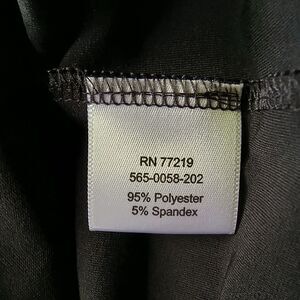 RN 77219
565-0058-202
95% Polyester
5% Spandex